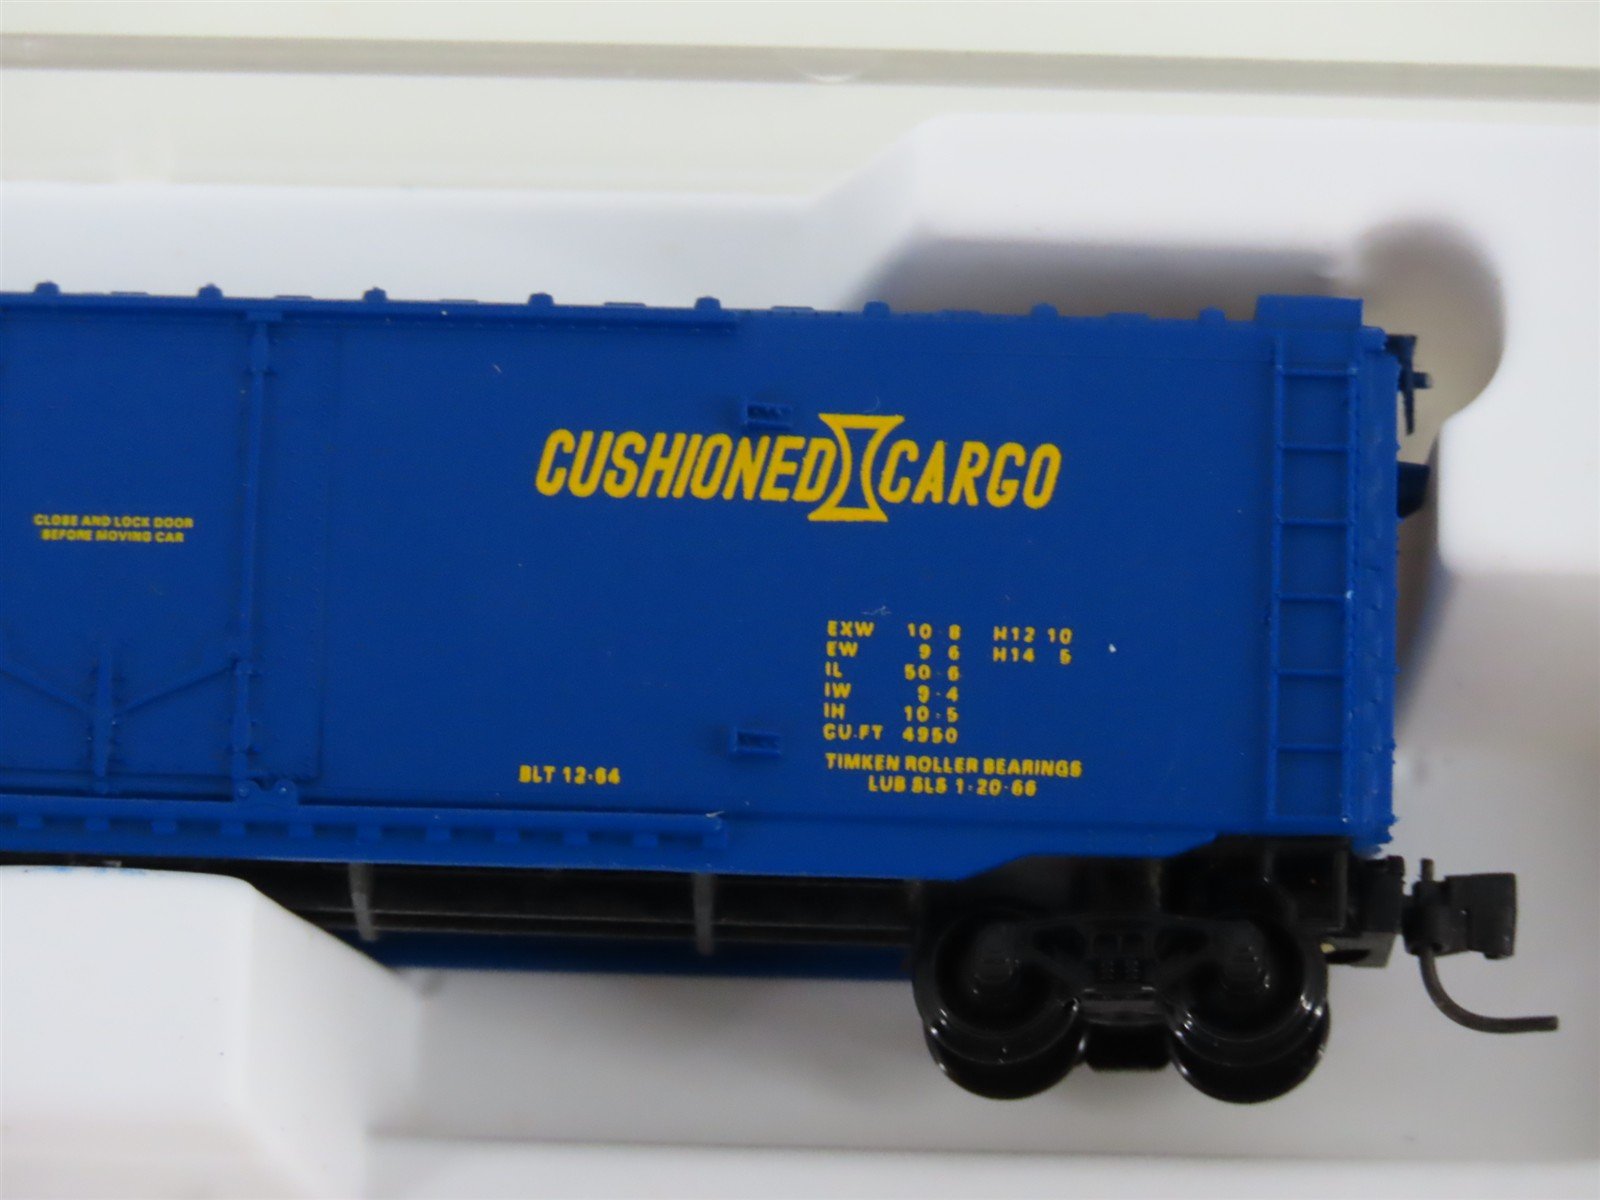 CUSHIONED CARGO
CLOSE AND LOCK DOOR
BEFORE MOVING CAR
EXW 10-8 H12 10
EW 9 6 H14 5
IL 50-6
IW 9-4
IH 10-5
CU.FT 4950
BLT 12-64
TIMKEN ROLLER BEARINGS
LUB SLS 1-20-66